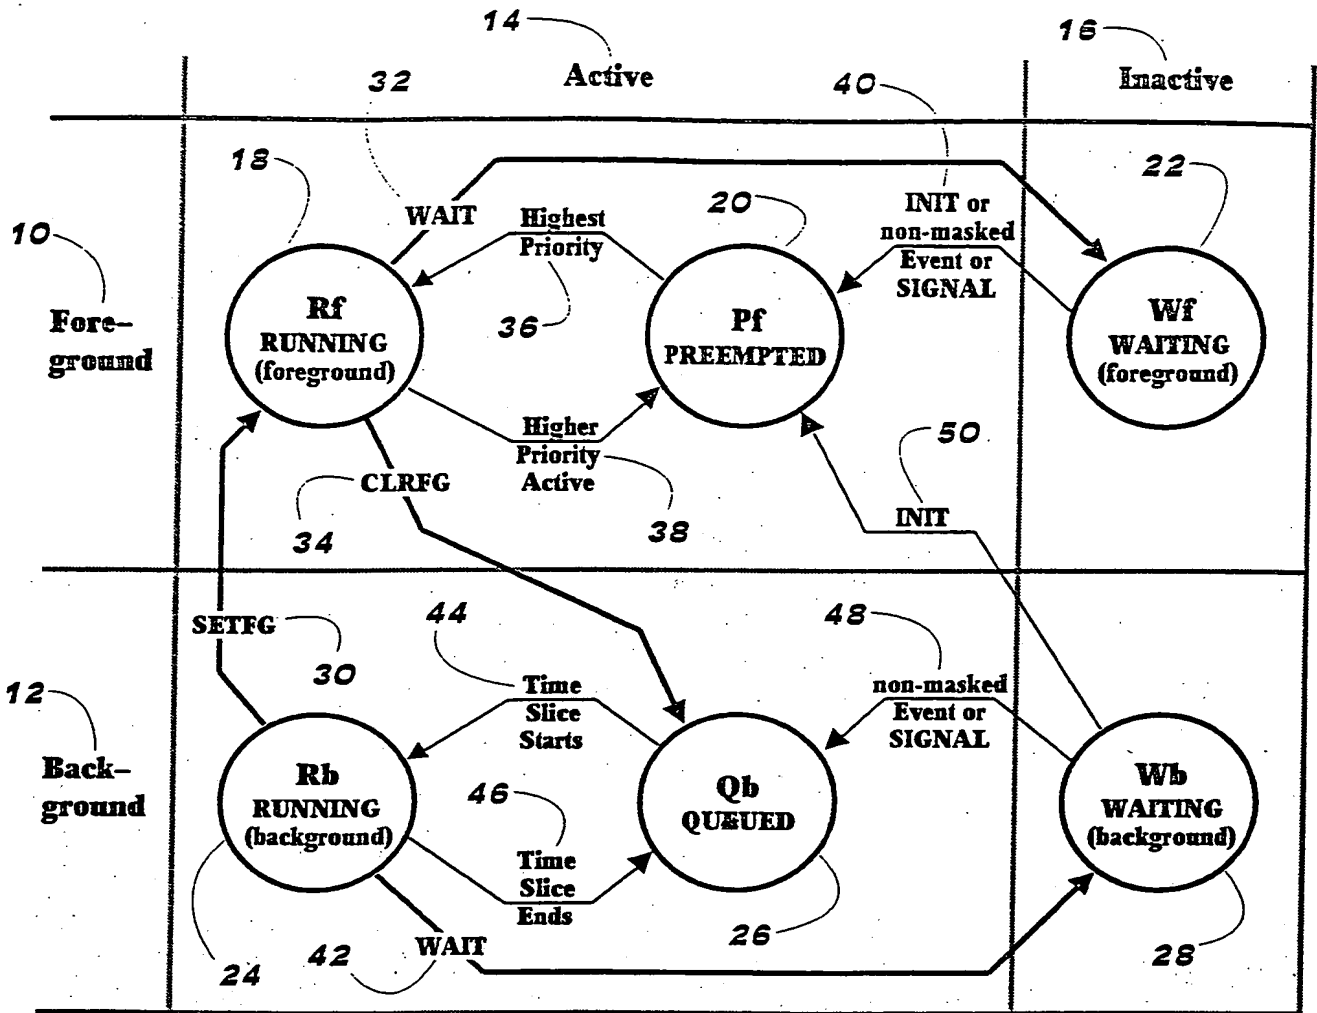 14
16
Active
Inactive
32
40
18
20
22
WAIT
Highest
Priority
INIT or
non-masked
Event or
SIGNAL
10
Fore-
ground
36
Rf
RUNNING
(foreground)
Pf
PREEMPTED
Wf
WAITING
(foreground)
Higher
Priority
Active
50
CLRFG
34
38
INIT
SETFG
30
44
48
12
Time
Slice
Starts
non-masked
Event or
SIGNAL
Back-
ground
Rb
RUNNING
(background)
46
Qb
QUEUED
Wb
WAITING
(background)
Time
Slice
Ends
24
42
WAIT
26
28